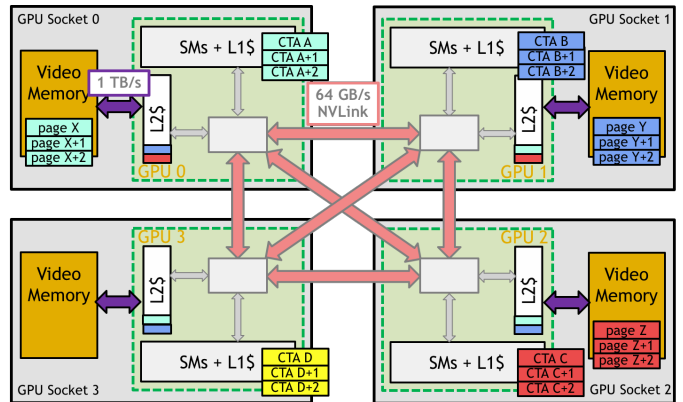 GPU Socket 0
SMs + L1$
CTA A
CTA A+1
CTA A+2
Video
Memory
1 TB/s
L2$
page X
page X+1
page X+2
GPU 0
64 GB/s
NVLink
GPU Socket 1
SMs + L1$
CTA B
CTA B+1
CTA B+2
Video
Memory
L2$
page Y
page Y+1
page Y+2
GPU 1
GPU 3
Video
Memory
L2$
SMs + L1$
CTA D
CTA D+1
CTA D+2
GPU Socket 3
GPU 2
Video
Memory
L2$
page Z
page Z+1
page Z+2
SMs + L1$
CTA C
CTA C+1
CTA C+2
GPU Socket 2